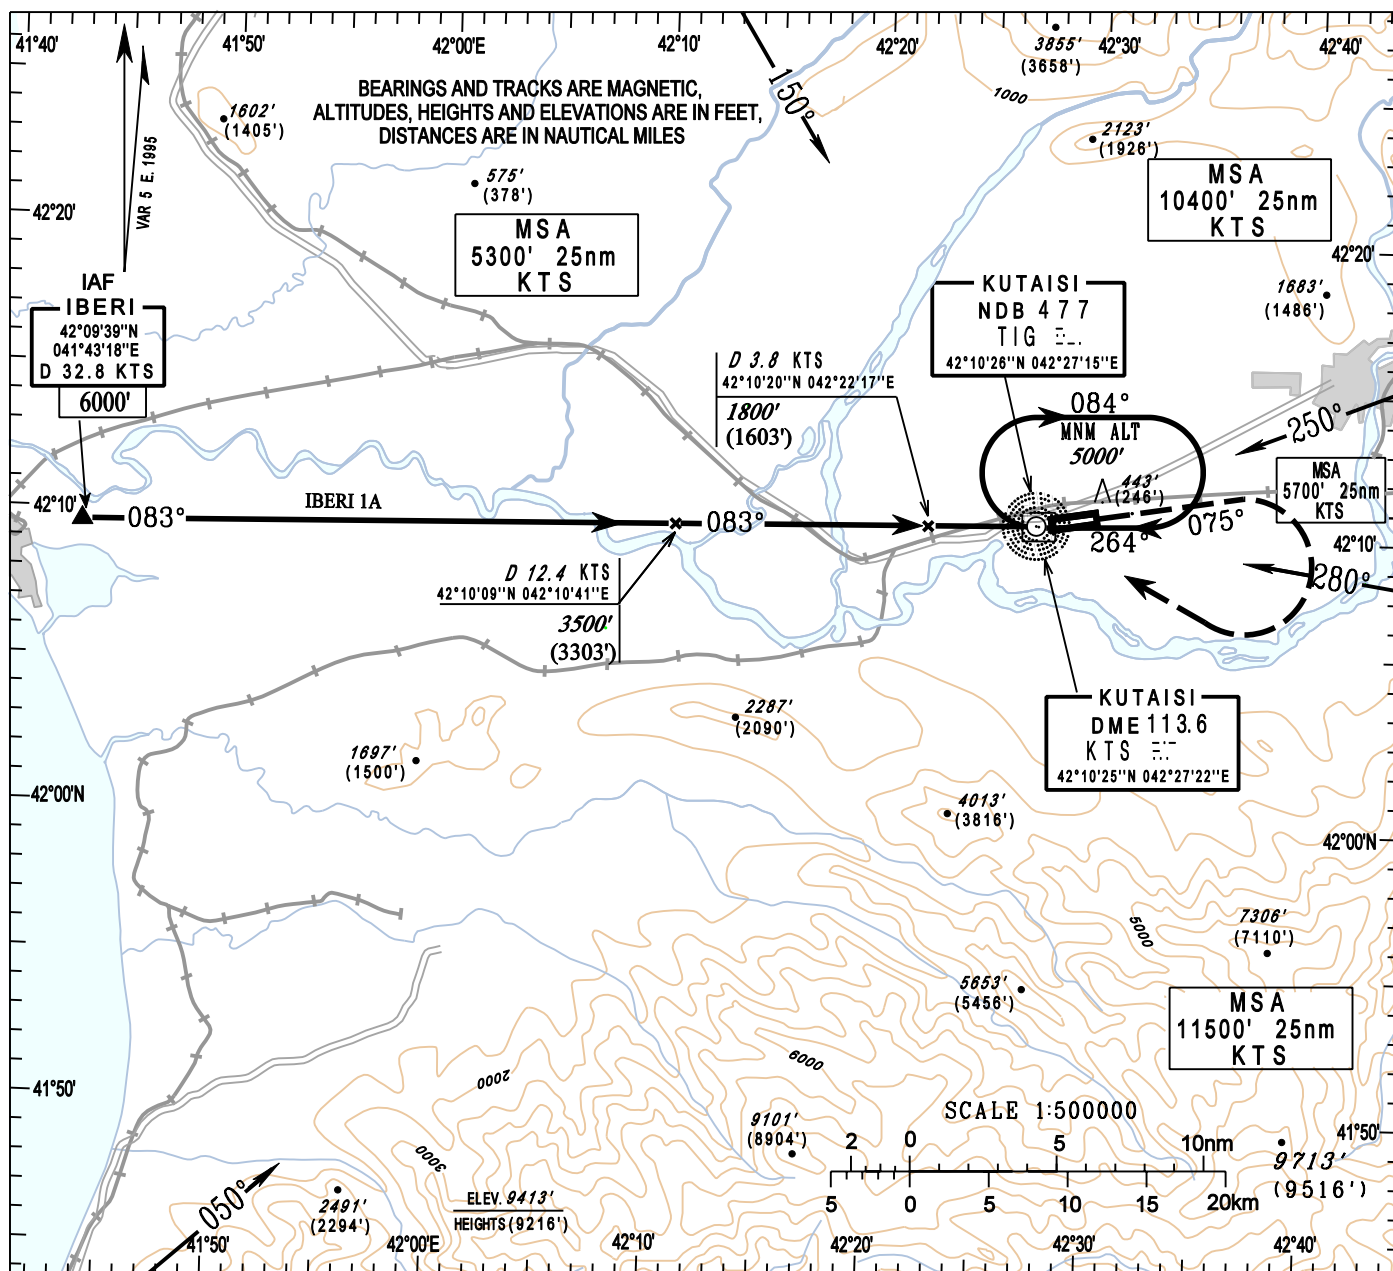 41°40' 41°50' 42°00'E 42°10' 42°20' 42°30' 42°40'
BEARINGS AND TRACKS ARE MAGNETIC,
ALTITUDES, HEIGHTS AND ELEVATIONS ARE IN FEET,
DISTANCES ARE IN NAUTICAL MILES
VAR 5 E. 1995
1602'
(1405')
575'
(378')
150°
3855'
(3658')
1000
2123'
(1926')
MSA
5300' 25nm
KTS
MSA
10400' 25nm
KTS
42°20'
42°20'
1683'
(1486')
IAF
IBERI
42°09'39"N
041°43'18"E
D 32.8 KTS
6000'
KUTAISI
NDB 477
TIG
42°10'26"N 042°27'15"E
D 3.8 KTS
42°10'20"N 042°22'17"E
1800'
(1603')
084°
MNM ALT
5000'
443'
(246')
250°
MSA
5700' 25nm
KTS
42°10'
083°
IBERI 1A
083°
264°
075°
42°10'
280°
D 12.4 KTS
42°10'09"N 042°10'41"E
3500'
(3303')
KUTAISI
DME 113.6
KTS
42°10'25"N 042°27'22"E
2287'
(2090')
1697'
(1500')
42°00'N
4013'
(3816')
42°00'N
5000
7306'
(7110')
5653'
(5456')
MSA
11500' 25nm
KTS
6000
2000
3000
41°50'
SCALE 1:500000
2 0 5 10nm
5 0 5 10 20km
9101'
(8904')
41°50'
9713'
(9516')
050°
2491'
(2294')
ELEV. 9413'
HEIGHTS (9216')
41°50' 42°00'E 42°10' 42°20' 42°30' 42°40'